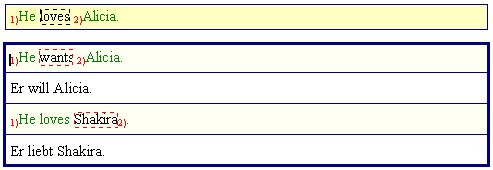 1)He loves 2)Alicia.
1)He wants 2)Alicia.
Er will Alicia.
1)He loves Shakira2).
Er liebt Shakira.